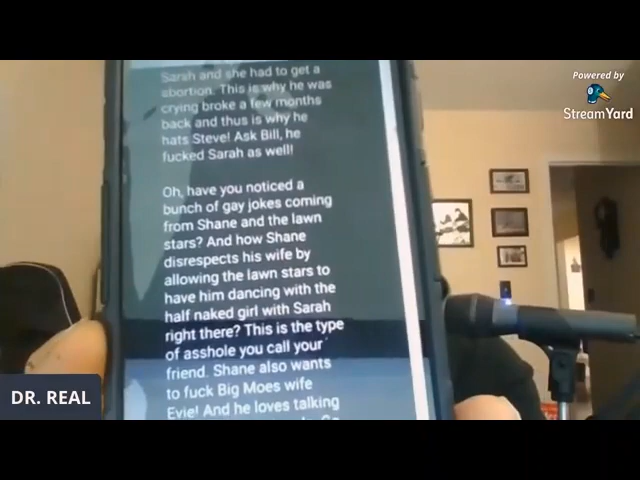 Powered by
StreamYard
Sarah and she had to get a
abortion. This is why he was
crying broke a few months
back and thus is why he
hats Steve! Ask Bill, he
fucked Sarah as well!
Oh, have you noticed a
bunch of gay jokes coming
from Shane and the lawn
stars? And how Shane
disrespects his wife by
allowing the lawn stars to
have him dancing with the
half naked girl with Sarah
right there? This is the type
of asshole you call your
friend. Shane also wants
to fuck Big Moes wife
Evie! And he loves talking
DR. REAL